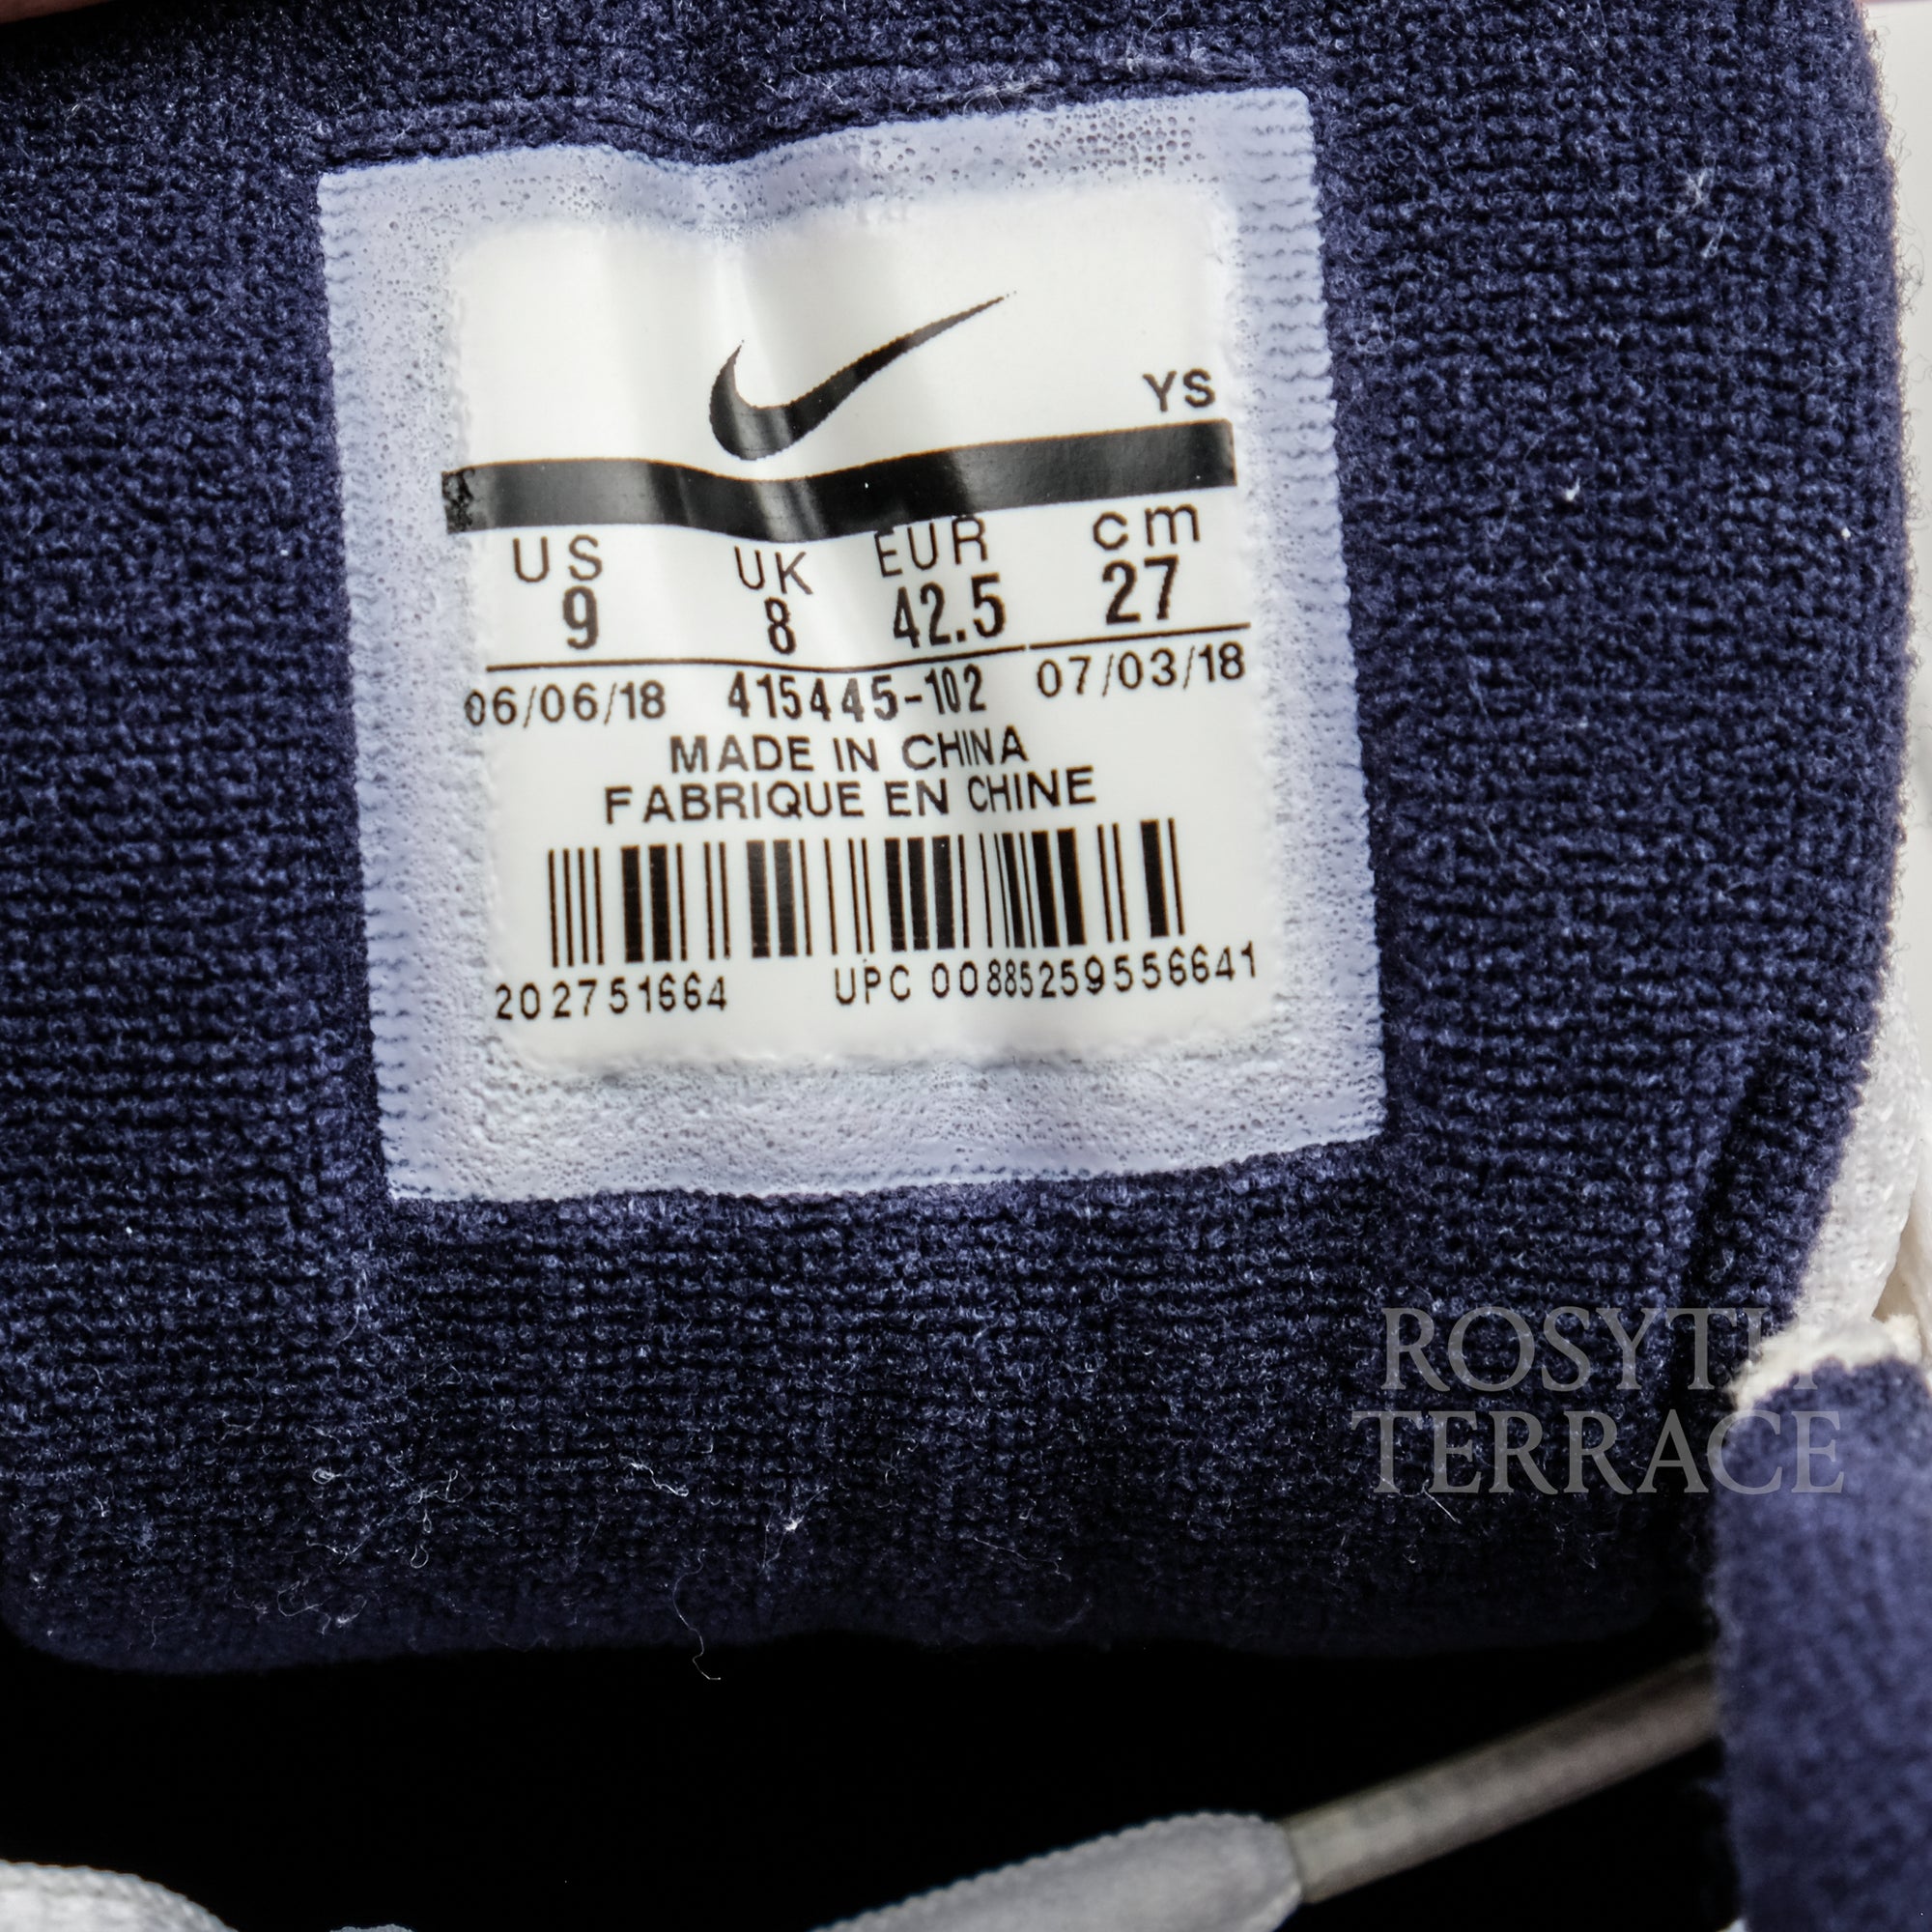 YS
US UK EUR cm
9 8 42.5 27
06/06/18 415445-102 07/03/18
MADE IN CHINA
FABRIQUE EN CHINE
202751664 UPC 00885259556641
ROSYTH
TERRACE